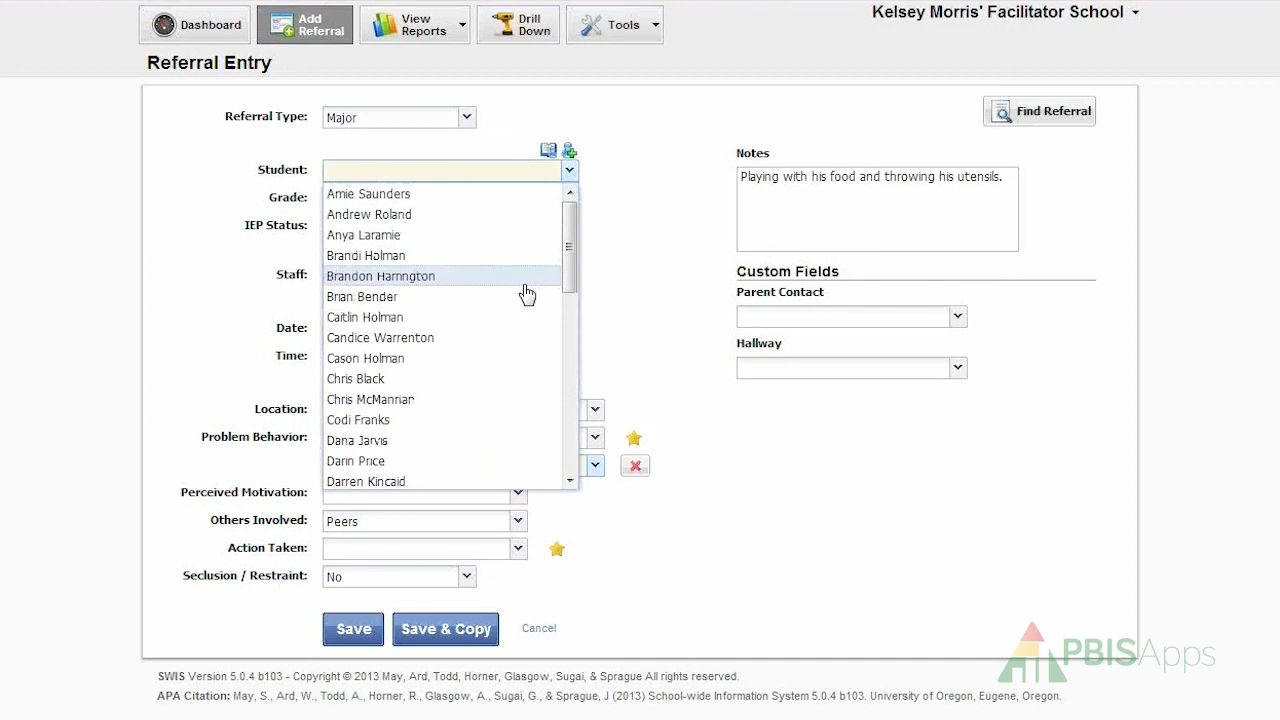 Dashboard
Add Referral
View Reports
Drill Down
Tools
Kelsey Morris' Facilitator School
Referral Entry
Referral Type:
Major
Find Referral
Student:
Grade:
IEP Status:
Staff:
Date:
Time:
Location:
Problem Behavior:
Amie Saunders
Andrew Roland
Anya Laramie
Brandi Holman
Brandon Harrington
Brian Bender
Caitlin Holman
Candice Warrenton
Cason Holman
Chris Black
Chris McMannan
Codi Franks
Dana Jarvis
Darin Price
Darren Kincaid
Perceived Motivation:
Others Involved:
Peers
Action Taken:
Seclusion / Restraint:
No
Save
Save & Copy
Cancel
Notes
Playing with his food and throwing his utensils.
Custom Fields
Parent Contact
Hallway
PBISApps
SWIS Version 5.0.4 b103 - Copyright © 2013 May, Ard, Todd, Horner, Glasgow, Sugai, & Sprague All rights reserved.
APA Citation: May, S., Ard, W., Todd, A., Horner, R., Glasgow, A., Sugai, G., & Sprague, J (2013) School-wide Information System 5.0.4 b103. University of Oregon, Eugene, Oregon.